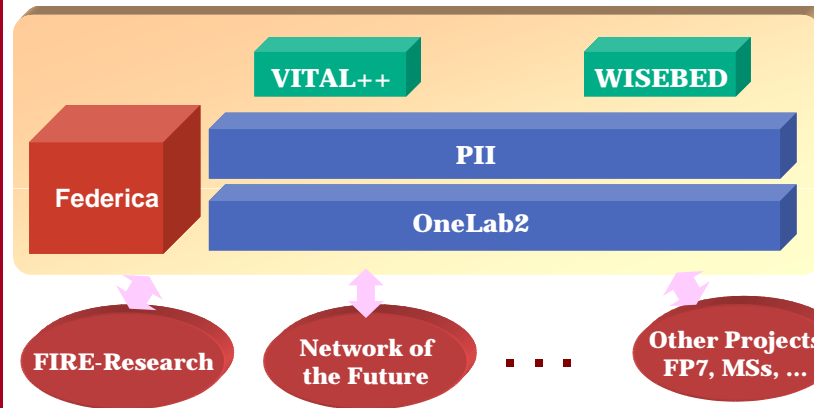 VITAL++
WISEBED
PII
Federica
OneLab2
FIRE-Research
Network of
the Future
. . .
Other Projects
FP7, MSs, ...